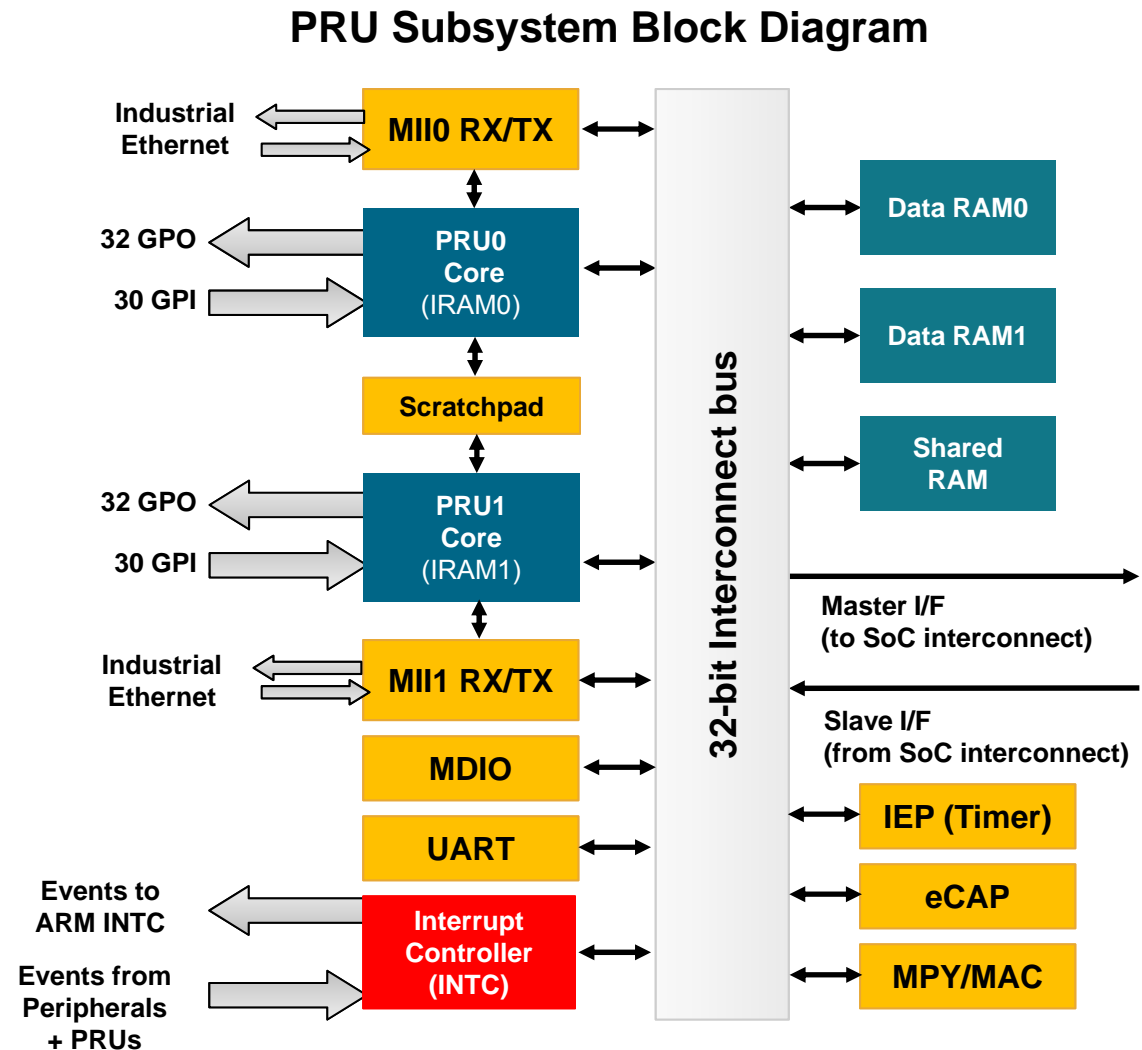 PRU Subsystem Block Diagram
Industrial
Ethernet
MII0 RX/TX
32 GPO
30 GPI
PRU0
Core
(IRAM0)
Scratchpad
32 GPO
30 GPI
PRU1
Core
(IRAM1)
Industrial
Ethernet
MII1 RX/TX
MDIO
UART
Events to
ARM INTC
Events from
Peripherals
+ PRUs
Interrupt
Controller
(INTC)
32-bit Interconnect bus
Data RAM0
Data RAM1
Shared
RAM
Master I/F
(to SoC interconnect)
Slave I/F
(from SoC interconnect)
IEP (Timer)
eCAP
MPY/MAC